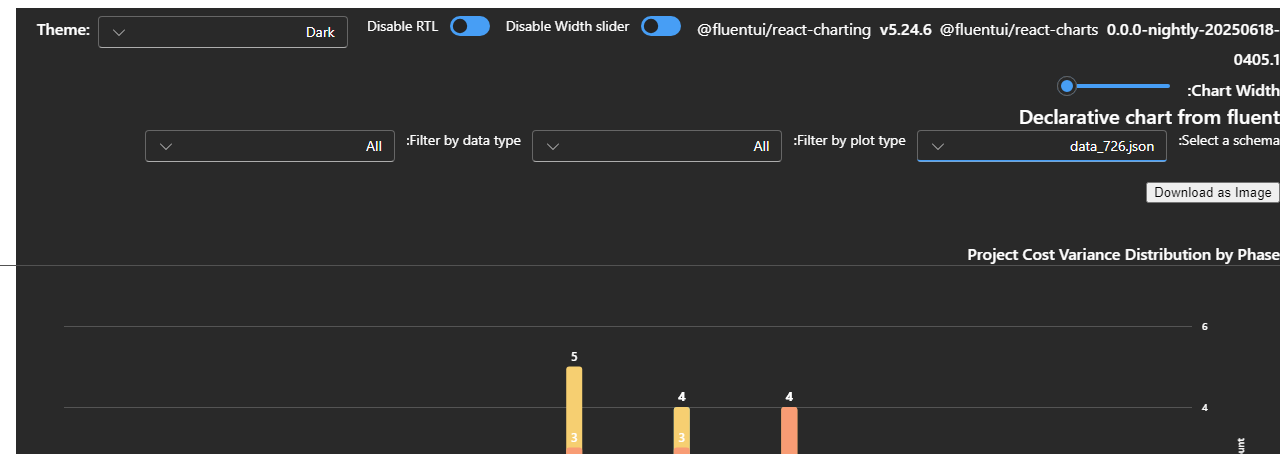 Theme: Dark Disable RTL Disable Width slider @fluentui/react-charting v5.24.6 @fluentui/react-charts 0.0.0-nightly-20250618-
0405.1
:Chart Width
Declarative chart from fluent
:Select a schema data_726.json :Filter by plot type All :Filter by data type All
Download as Image
Project Cost Variance Distribution by Phase
6
5
4 4
4
3 3